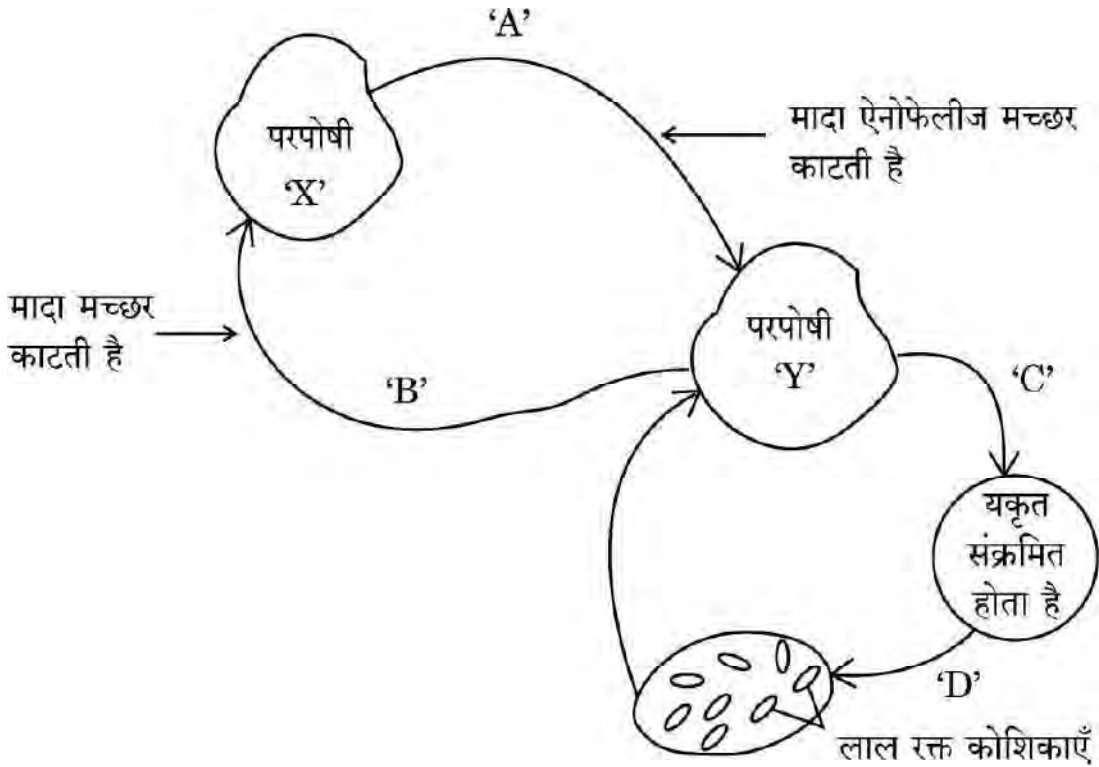 ‘A’
परपोषी
‘X’
मादा ऐनोफेलीज मच्छर
काटती है
मादा मच्छर
काटती है
‘B’
परपोषी
‘Y’
‘C’
यकृत
संक्रमित
होता है
‘D’
लाल रक्त कोशिकाएँ